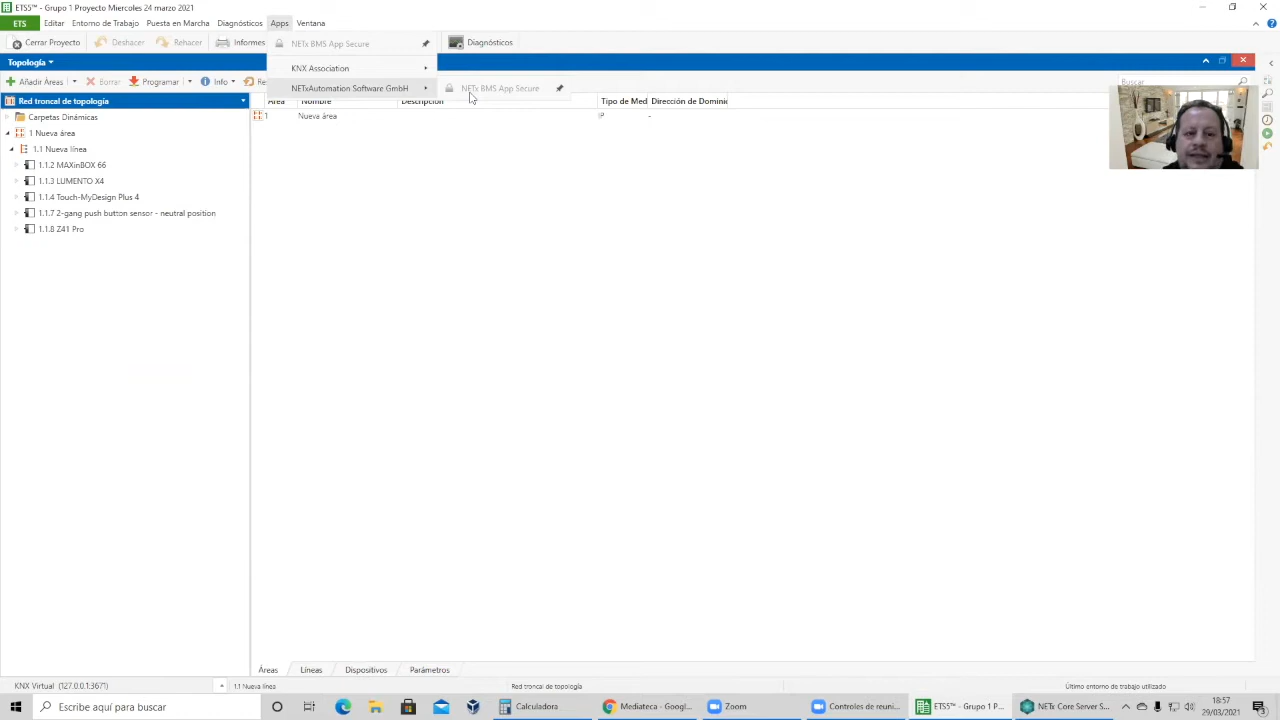 ETS5™ - Grupo 1 Proyecto Miercoles 24 marzo 2021
ETS Editar Entorno de Trabajo Puesta en Marcha Diagnósticos Apps Ventana
Cerrar Proyecto Deshacer Rehacer Informes NETx BMS App Secure Diagnósticos
Topología
KNX Association
Añadir Áreas Borrar Programar Info Re NETxAutomation Software GmbH NETx BMS App Secure Buscar
Red troncal de topología Área Nombre Descripción Tipo de Med Dirección de Dominio
Carpetas Dinámicas 1 Nueva área IP -
1 Nueva área
1.1 Nueva línea
1.1.2 MAXinBOX 66
1.1.3 LUMENTO X4
1.1.4 Touch-MyDesign Plus 4
1.1.7 2-gang push button sensor - neutral position
1.1.8 Z41 Pro
Áreas Líneas Dispositivos Parámetros
KNX Virtual (127.0.0.1:3671) 1.1 Nueva línea Red troncal de topología Último entorno de trabajo utilizado
Escribe aquí para buscar Calculadora Mediateca - Googl... Zoom Controles de reuni... ETS5™ - Grupo 1 P... NETx Core Server S... 18:57
29/03/2021